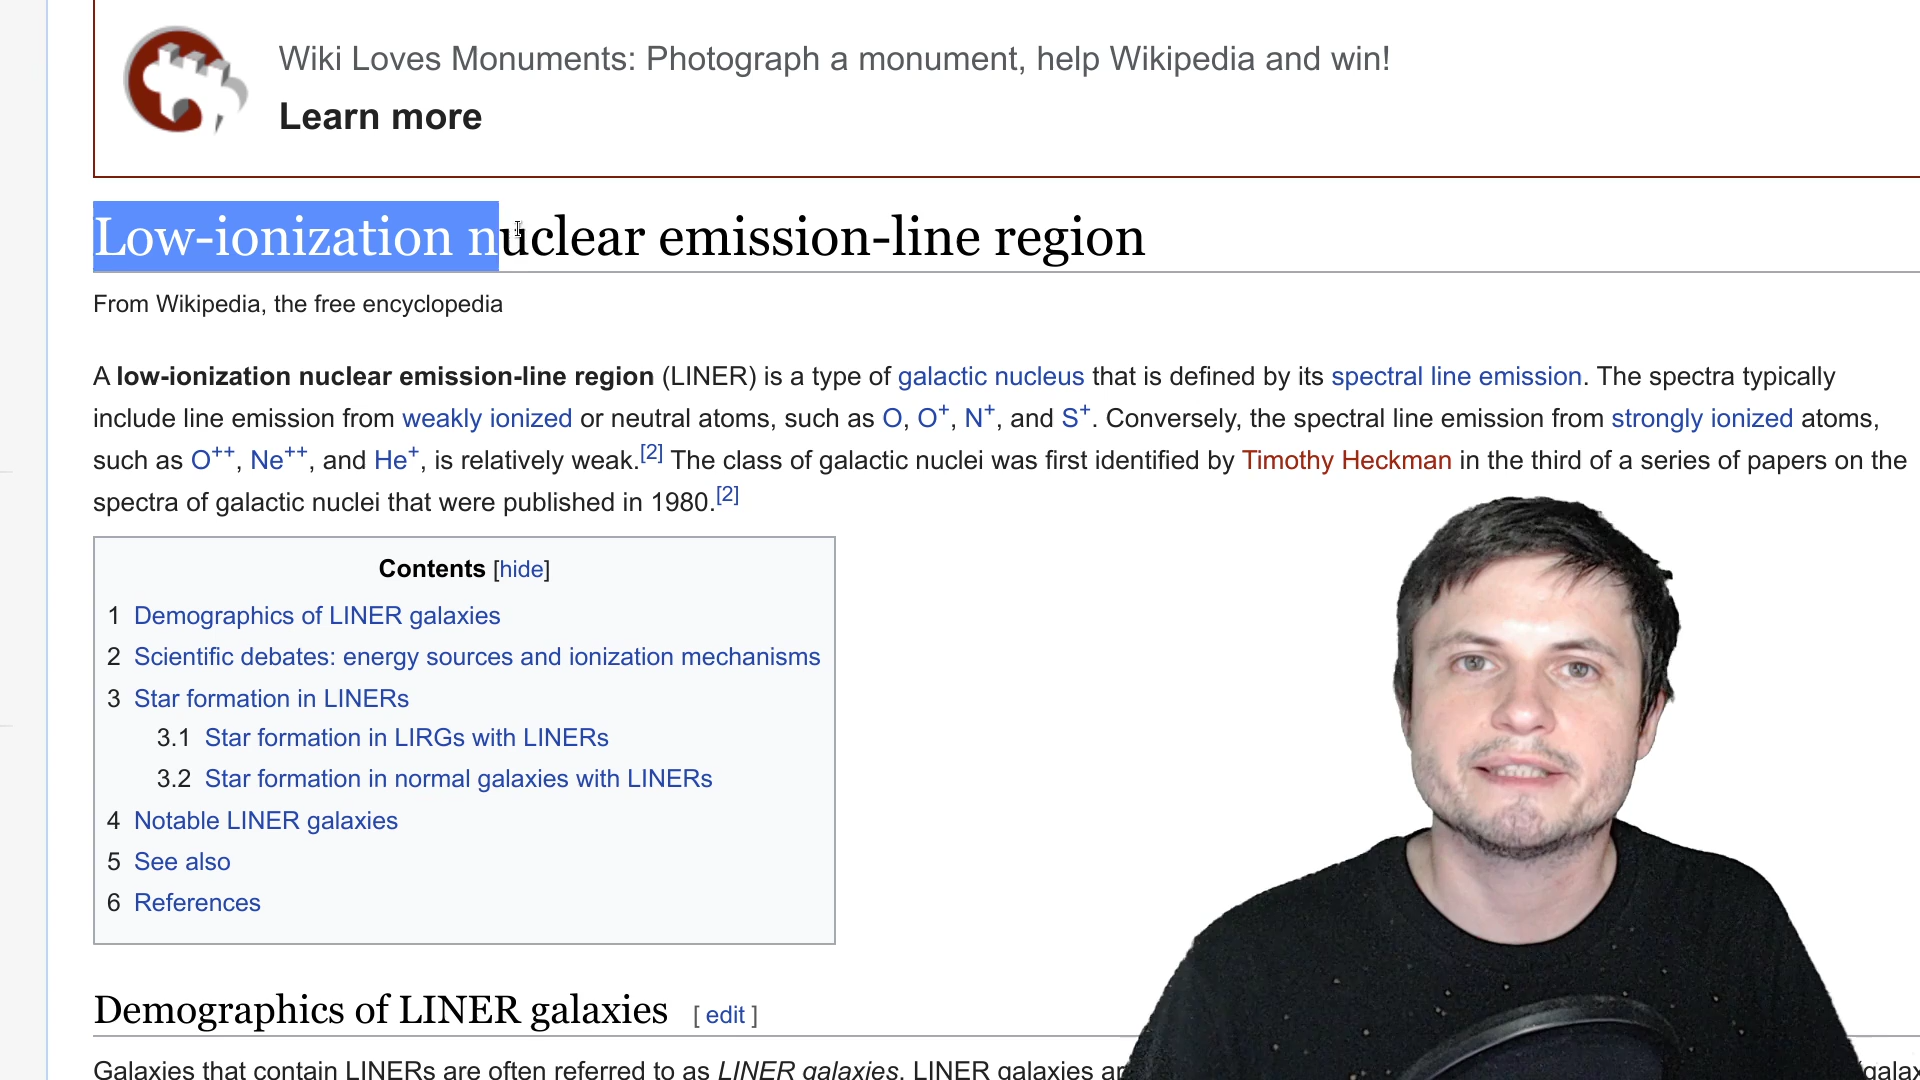 Wiki Loves Monuments: Photograph a monument, help Wikipedia and win!
Learn more
Low-ionization nuclear emission-line region
From Wikipedia, the free encyclopedia
A low-ionization nuclear emission-line region (LINER) is a type of galactic nucleus that is defined by its spectral line emission. The spectra typically
include line emission from weakly ionized or neutral atoms, such as O, O⁺, N⁺, and S⁺. Conversely, the spectral line emission from strongly ionized atoms,
such as O⁺⁺, Ne⁺⁺, and He⁺, is relatively weak.[2] The class of galactic nuclei was first identified by Timothy Heckman in the third of a series of papers on the
spectra of galactic nuclei that were published in 1980.[2]
Contents [hide]
1 Demographics of LINER galaxies
2 Scientific debates: energy sources and ionization mechanisms
3 Star formation in LINERs
3.1 Star formation in LIRGs with LINERs
3.2 Star formation in normal galaxies with LINERs
4 Notable LINER galaxies
5 See also
6 References
Demographics of LINER galaxies [ edit ]
Galaxies that contain LINERs are often referred to as LINER galaxies. LINER galaxies